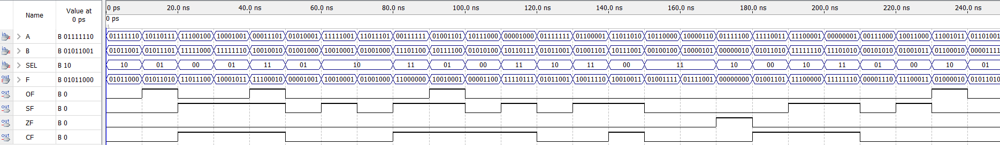 Name Value at 0 ps 0 ps 20.0 ns 40.0 ns 60.0 ns 80.0 ns 100.0 ns 120.0 ns 140.0 ns 160.0 ns 180.0 ns 200.0 ns 220.0 ns 240.0 ns
0 ps
in A B 01111110 01111110 10110111 11100100 10001001 00011101 01010001 11111001 11011101 00111111 01001101 10111000 00001000 01111111 01100001 11011010 10110000 10000110 01111100 11110011 11100001 00000001 00111000 10011000 11001011 01101001
in B B 01011001 01011001 01011101 11111000 11111110 10010010 01001000 10010001 01001000 11101100 10111100 01010100 10110111 01011001 01001101 10111001 00100100 10000101 00000010 01011010 11111110 11101010 00101010 01001011 01100010 00001111
in SEL B 10 10 01 00 01 11 01 10 11 01 00 11 10 11 00 11 10 00 10 11 01 00 10 01
out F B 01011000 01011000 01011010 11011100 10001011 11100010 00001001 10010001 01001000 11000000 10010001 00001100 11110111 01011001 10011110 10010011 01001111 01111001 00000000 01001101 11100000 11111110 00001110 11100011 01000010 01011010
out OF B 0
out SF B 0
out ZF B 0
out CF B 0